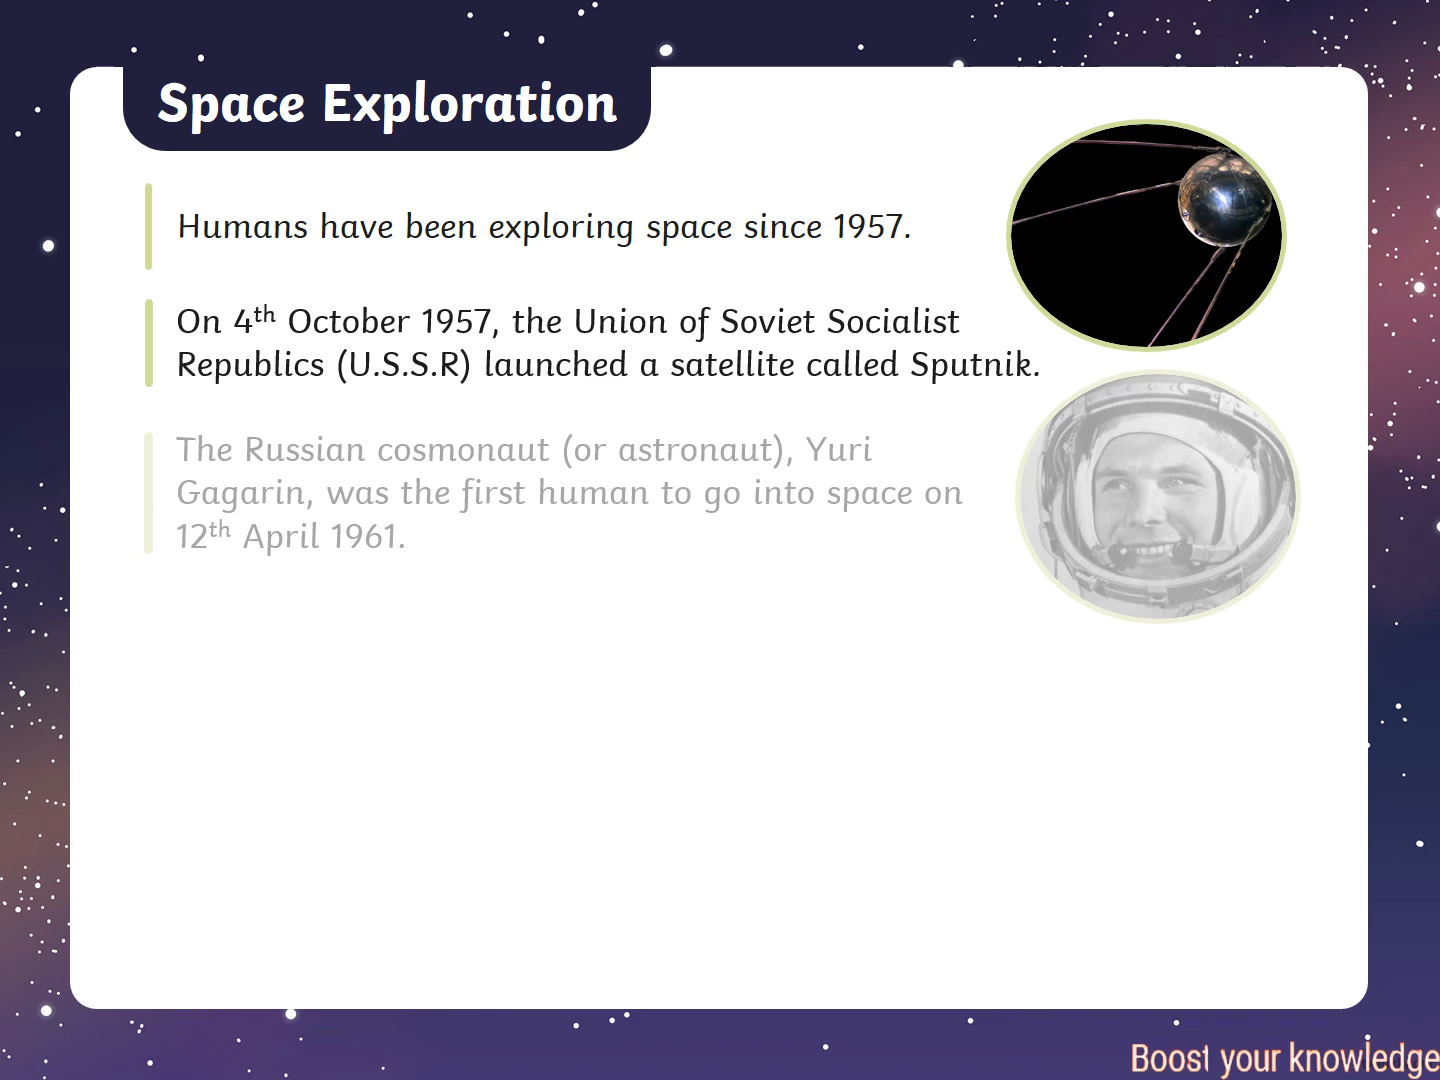 Space Exploration
Humans have been exploring space since 1957.
On 4th October 1957, the Union of Soviet Socialist
Republics (U.S.S.R) launched a satellite called Sputnik.
The Russian cosmonaut (or astronaut), Yuri
Gagarin, was the first human to go into space on
12th April 1961.
Boost your knowledge